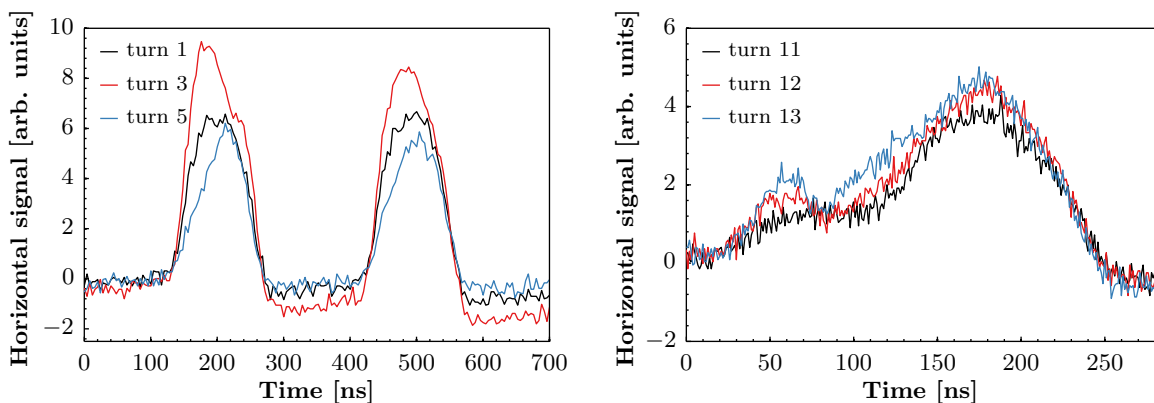 Horizontal signal [arb. units]
10
8
6
4
2
0
−2
turn 1
turn 3
turn 5
0 100 200 300 400 500 600 700
Time [ns]
Horizontal signal [arb. units]
6
4
2
0
−2
turn 11
turn 12
turn 13
0 50 100 150 200 250
Time [ns]